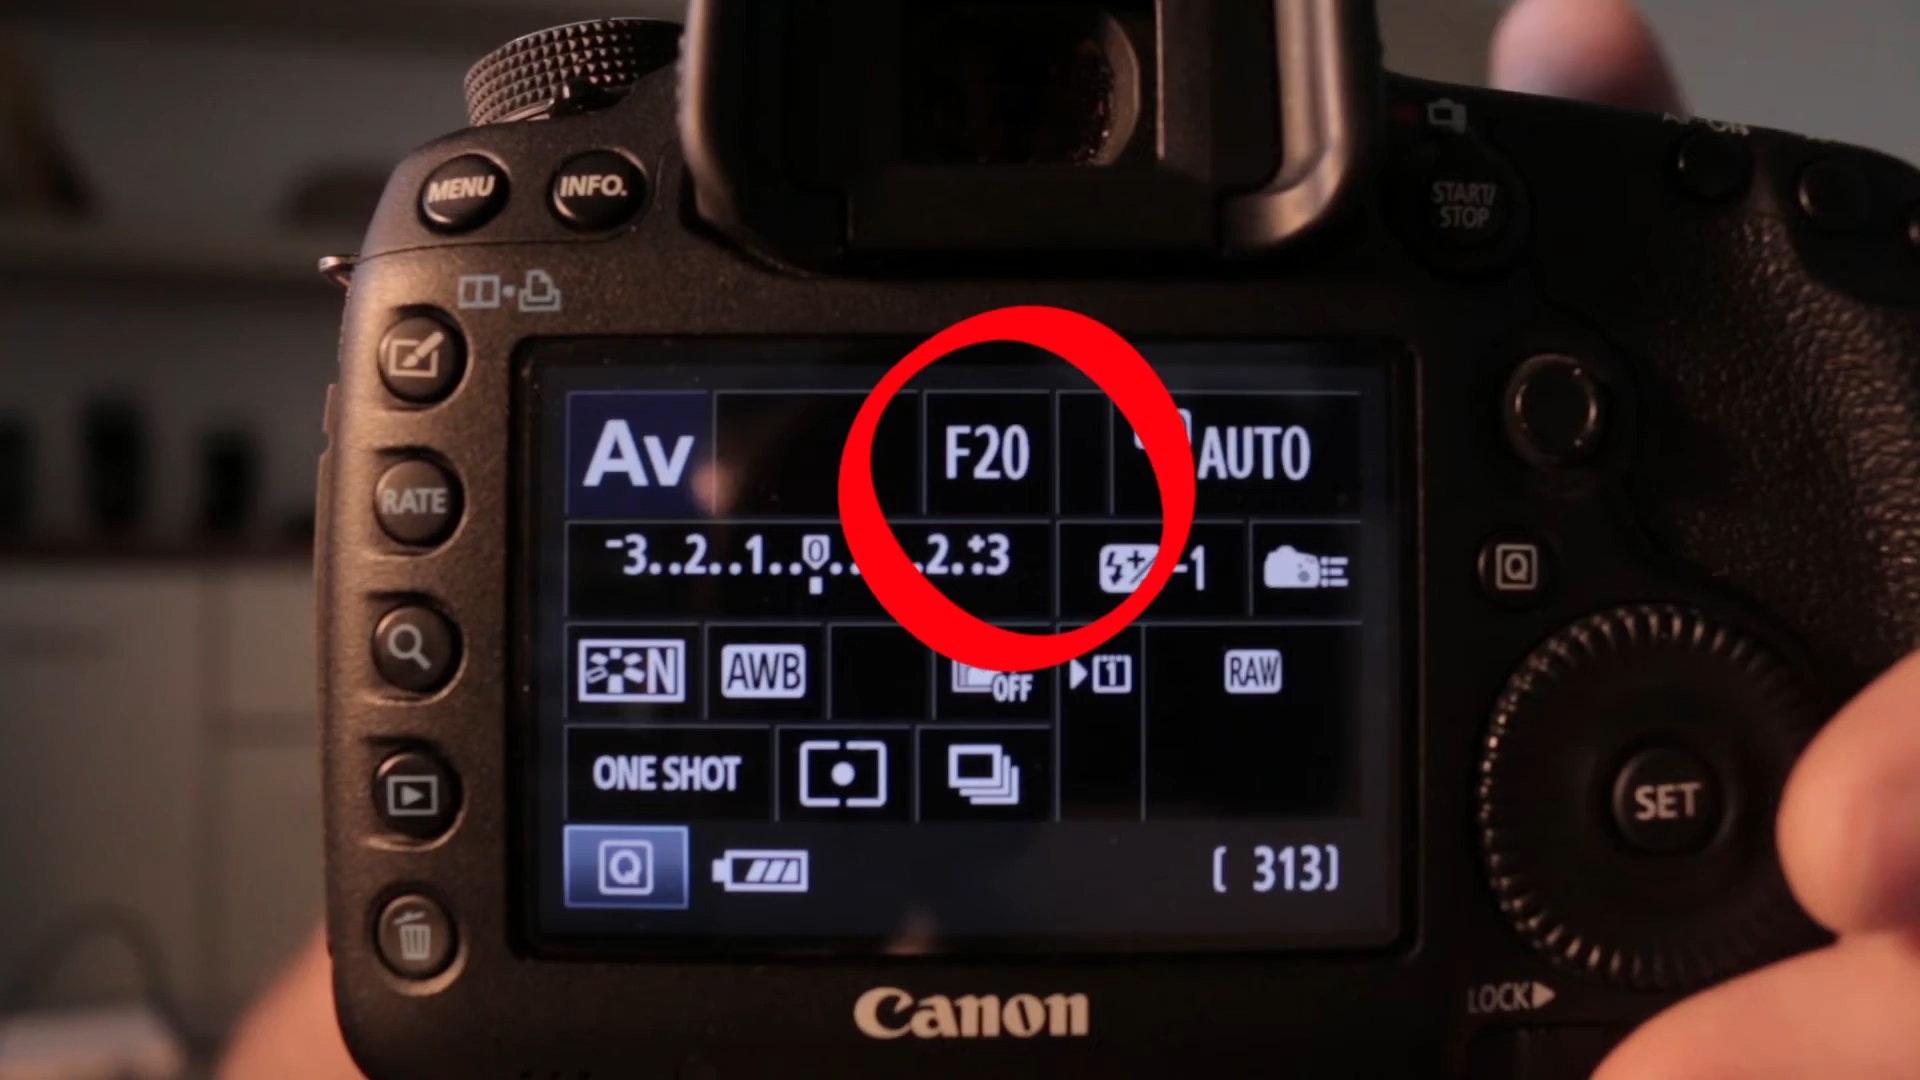 MENU INFO.
START/
STOP
Av F20 AUTO
-3..2..1..0.. .2.:+3 -1
RATE
Q
N AWB OFF 1 RAW
ONE SHOT
SET
Q [ 313]
LOCK
Canon